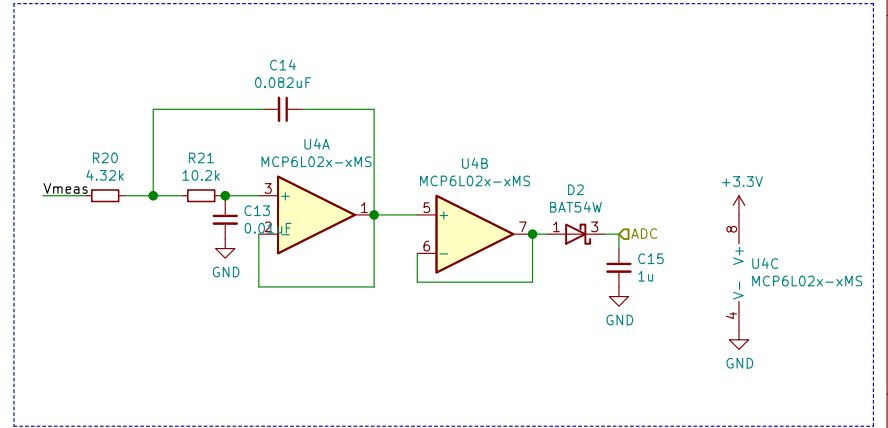 C14
0.082uF
U4A
MCP6L02x-xMS
R20
4.32k
R21
10.2k
Vmeas
3
+
1
2
-
C13
0.01uF
GND
U4B
MCP6L02x-xMS
5
+
7
6
-
D2
BAT54W
1
3
ADC
C15
1u
GND
+3.3V
8
V+
U4C
MCP6L02x-xMS
V-
4
GND